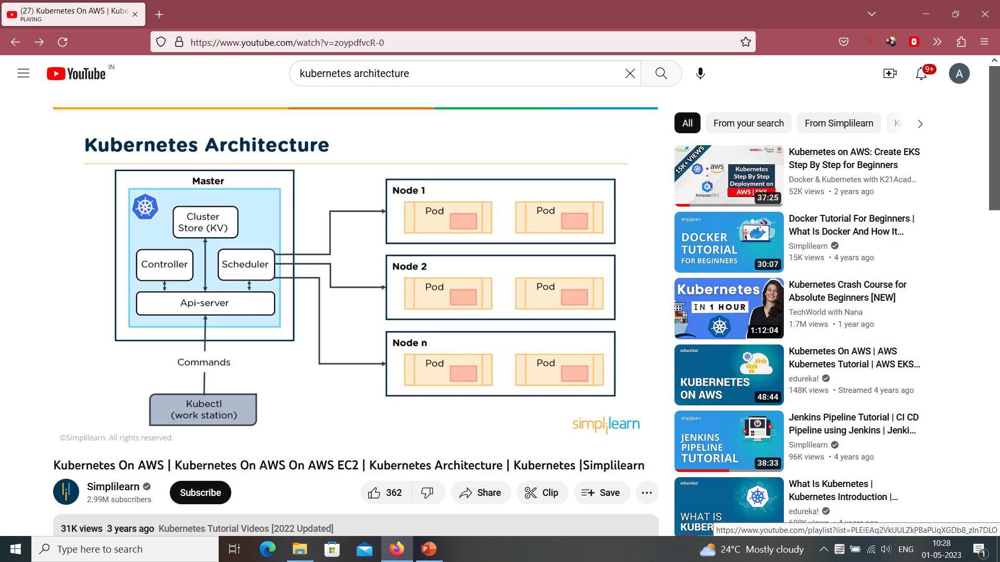 (27) Kubernetes On AWS | Kuber
PLAYING
https://www.youtube.com/watch?v=zoypdfvcR-0
YouTube IN
kubernetes architecture
9+
A
Kubernetes Architecture
Master
Cluster
Store (KV)
Controller
Scheduler
Api-server
Commands
Kubectl
(work station)
Node 1
Pod
Pod
Node 2
Pod
Pod
Node n
Pod
Pod
simplilearn
©Simplilearn. All rights reserved.
Kubernetes On AWS | Kubernetes On AWS On AWS EC2 | Kubernetes Architecture | Kubernetes |Simplilearn
Simplilearn
2.99M subscribers
Subscribe
362
Share
Clip
Save
31K views 3 years ago Kubernetes Tutorial Videos [2022 Updated]
All
From your search
From Simplilearn
15K+ VIEWS
+ aws
=
Amazon EKS
Kubernetes
Step By Step
Deployment on
AWS | EKS
37:25
Kubernetes on AWS: Create EKS
Step By Step for Beginners
Docker & Kubernetes with K21Acad...
52K views • 2 years ago
simplilearn
DOCKER
TUTORIAL
FOR BEGINNERS
30:07
Docker Tutorial For Beginners |
What Is Docker And How It...
Simplilearn
15K views • 4 years ago
Kubernetes
IN 1 HOUR
1:12:04
Kubernetes Crash Course for
Absolute Beginners [NEW]
TechWorld with Nana
1.7M views • 1 year ago
edureka!
KUBERNETES
ON AWS
48:44
Kubernetes On AWS | AWS
Kubernetes Tutorial | AWS EKS...
edureka!
148K views • Streamed 4 years ago
simplilearn
JENKINS
PIPELINE
TUTORIAL
38:33
Jenkins Pipeline Tutorial | CI CD
Pipeline using Jenkins | Jenki...
Simplilearn
96K views • 4 years ago
edureka!
WHAT IS
KUBER
What Is Kubernetes |
Kubernetes Introduction |...
edureka!
https://www.youtube.com/playlist?list=PLEiEAq2VkUULZkPBaPUqXGDb8_zIn7DLO
Type here to search
24°C Mostly cloudy
ENG
10:28
01-05-2023
1